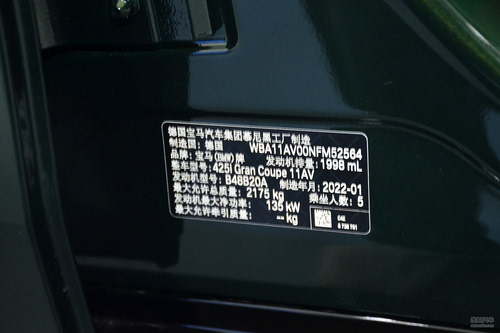 德国宝马汽车集团慕尼黑工厂制造
制造国：德国 WBA11AV00NFM52564
品牌：宝马(BMW)牌 发动机排量：1998 mL
整车型号：425i Gran Coupe 11AV
发动机型号：B48B20A 制造年月：2022-01
最大允许总质量：2175 kg 乘坐人数：5
发动机最大净功率：135 kW
最大允许牵引质量：-- kg